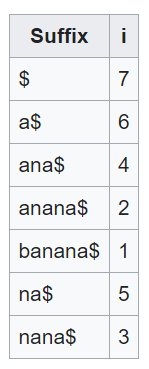 Suffix i
$ 7
a$ 6
ana$ 4
anana$ 2
banana$ 1
na$ 5
nana$ 3